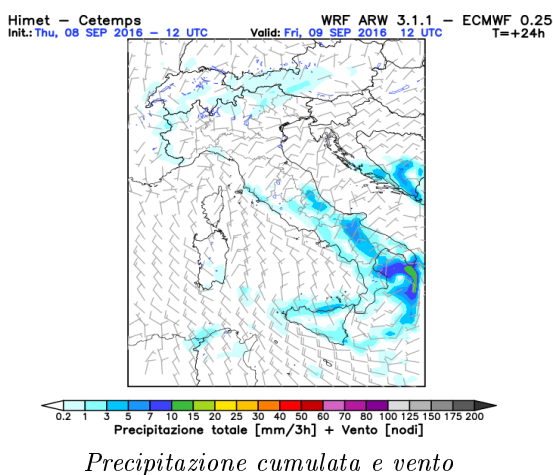 Himet – Cetemps WRF ARW 3.1.1 – ECMWF 0.25
Init.: Thu, 08 SEP 2016 – 12 UTC Valid: Fri, 09 SEP 2016 12 UTC T=+24h
0.2 1 3 5 7 10 15 20 25 30 40 50 60 70 80 100 125 150 175 200
Precipitazione totale [mm/3h] + Vento [nodi]
Precipitazione cumulata e vento